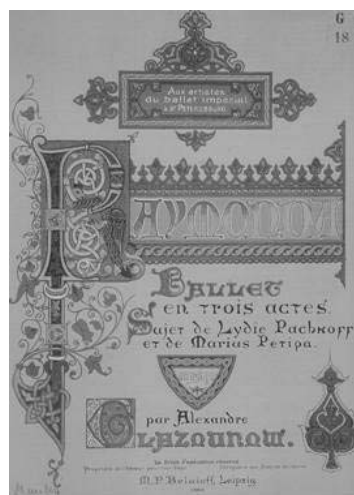 G
18
Aux artistes
du ballet impérial
à St Petersbourg
RAYMONDA
BALLET
en trois actes.
Sujet de Lydie Pachkoff
et de Marius Petipa.
par Alexandre
GLAZOUNOW.
M.P. Belaieff, Leipzig